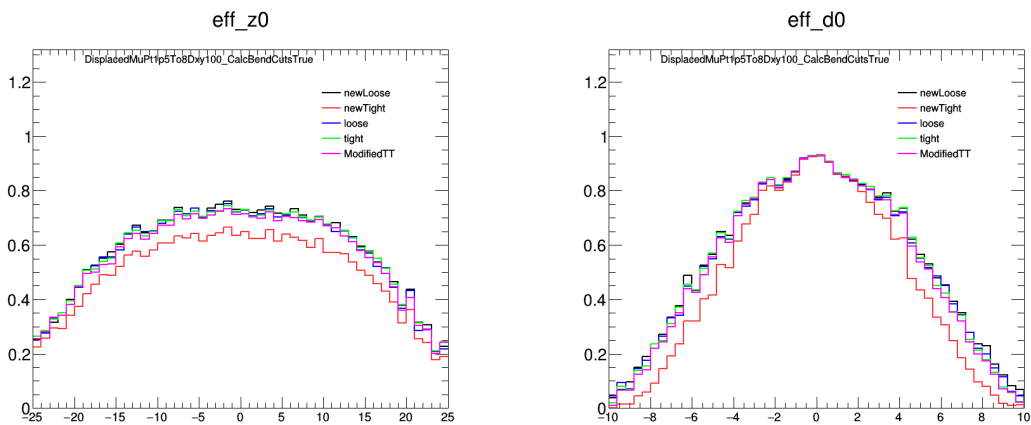 eff_z0
DisplacedMuPt1p5To8Dxy100_CalcBendCutsTrue
newLoose
newTight
loose
tight
ModifiedTT
1.2
1
0.8
0.6
0.4
0.2
0
−25 −20 −15 −10 −5 0 5 10 15 20 25
eff_d0
DisplacedMuPt1p5To8Dxy100_CalcBendCutsTrue
newLoose
newTight
loose
tight
ModifiedTT
1.2
1
0.8
0.6
0.4
0.2
0
−10 −8 −6 −4 −2 0 2 4 6 8 10